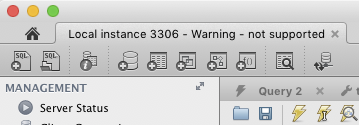 Local instance 3306 - Warning - not supported
SQL
SQL
MANAGEMENT
Server Status
Query 2